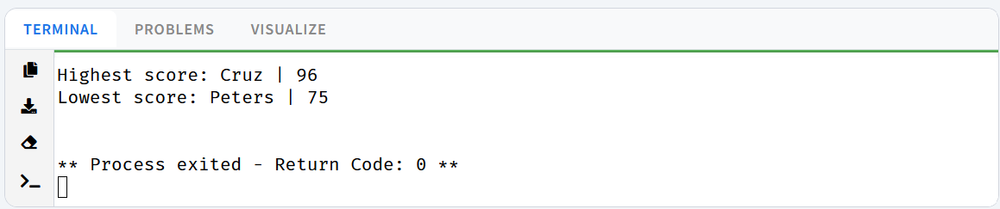 TERMINAL PROBLEMS VISUALIZE
Highest score: Cruz | 96
Lowest score: Peters | 75
** Process exited - Return Code: 0 **